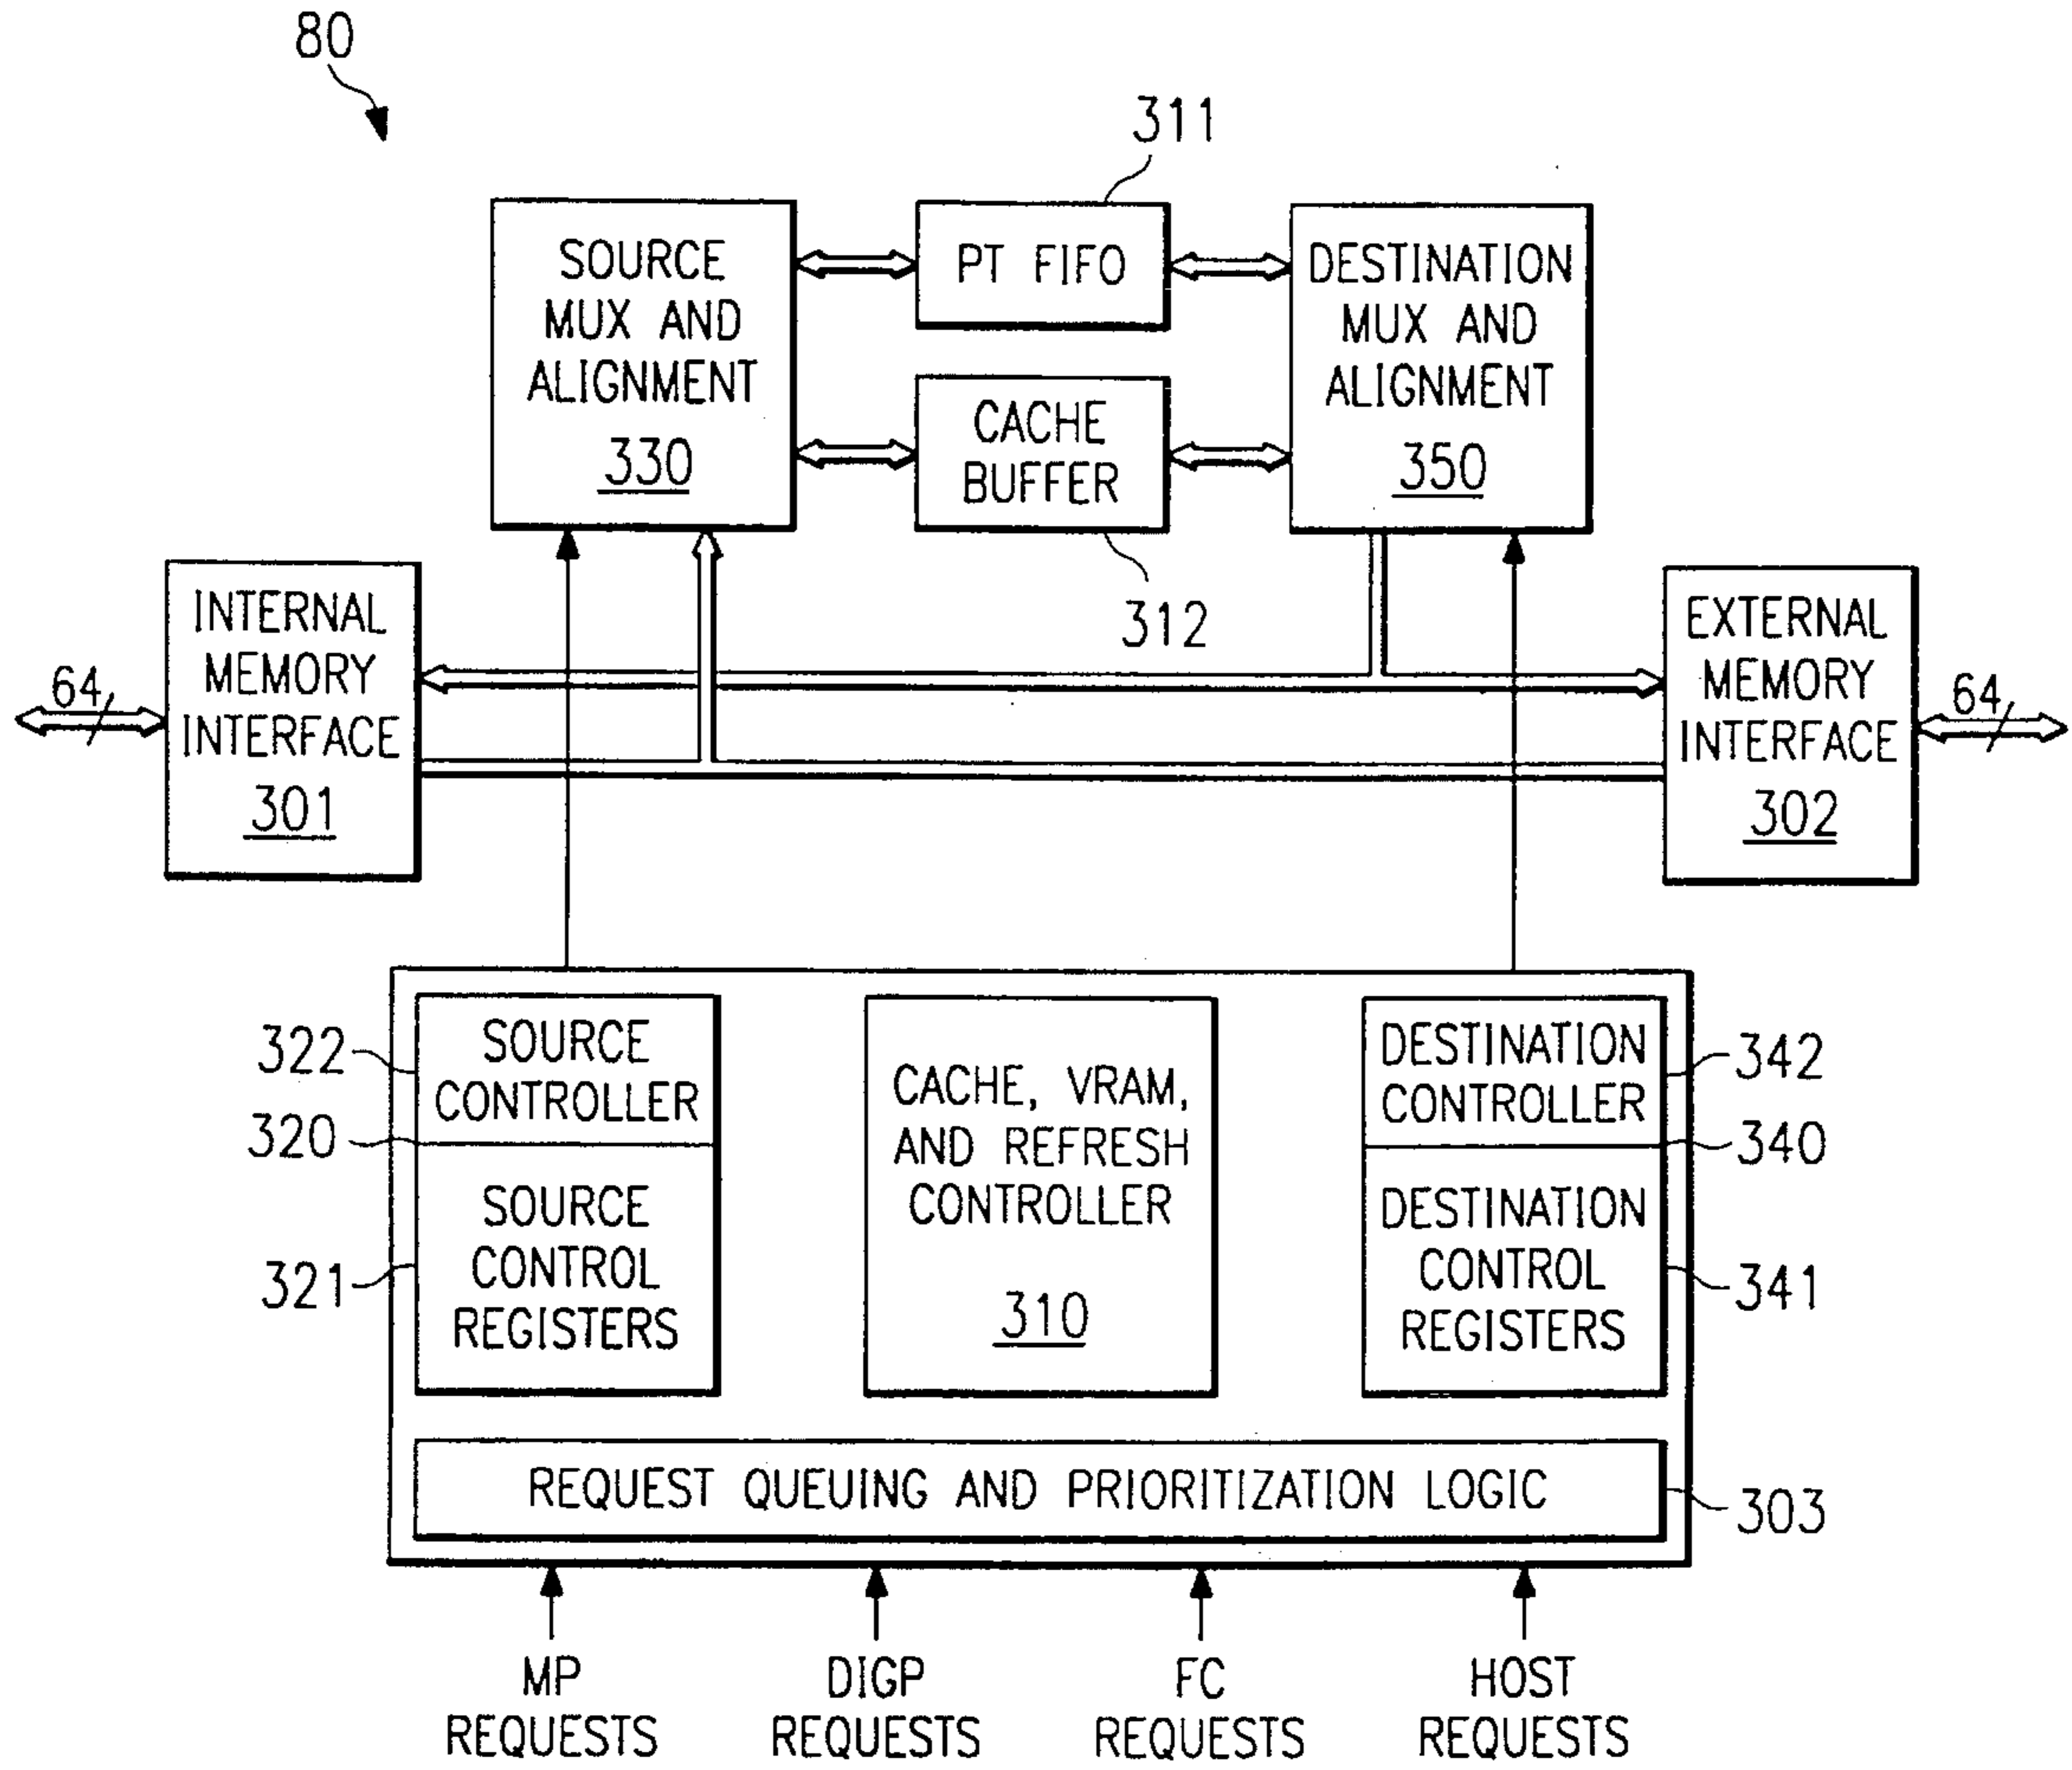 80
311
SOURCE
MUX AND
ALIGNMENT
330
PT FIFO
DESTINATION
MUX AND
ALIGNMENT
350
CACHE
BUFFER
312
INTERNAL
MEMORY
INTERFACE
301
64
EXTERNAL
MEMORY
INTERFACE
302
64
322
SOURCE
CONTROLLER
320
321
SOURCE
CONTROL
REGISTERS
CACHE, VRAM,
AND REFRESH
CONTROLLER
310
DESTINATION
CONTROLLER
342
340
DESTINATION
CONTROL
REGISTERS
341
REQUEST QUEUING AND PRIORITIZATION LOGIC
303
MP
REQUESTS
DIGP
REQUESTS
FC
REQUESTS
HOST
REQUESTS